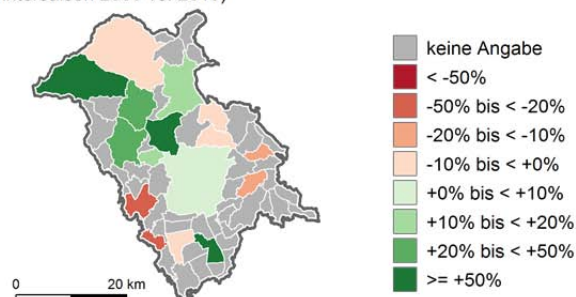 keine Angabe
< -50%
-50% bis < -20%
-20% bis < -10%
-10% bis < +0%
+0% bis < +10%
+10% bis < +20%
+20% bis < +50%
>= +50%
0 20 km